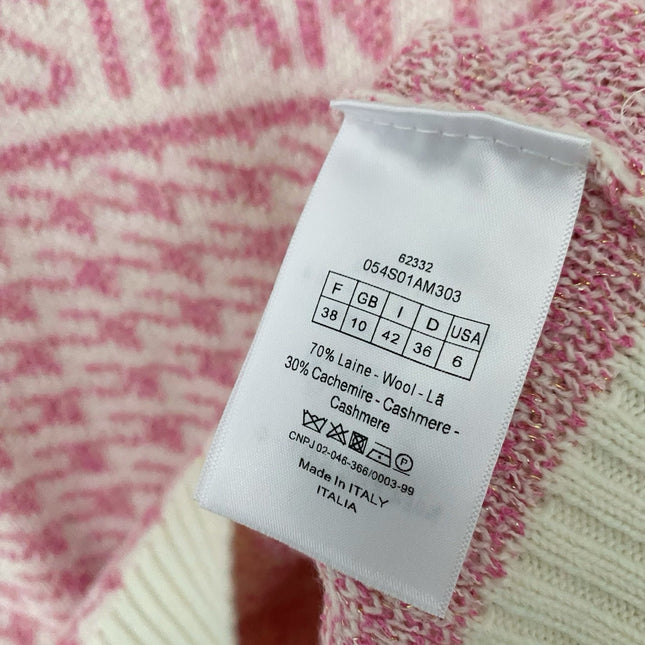 STIAN
62332
054S01AM303
F GB I D USA
38 10 42 36 6
70% Laine - Wool - Lã
30% Cachemire - Cashmere -
Cashmere
P
CNPJ 02-046-366/0003-99
Made In ITALY
ITALIA